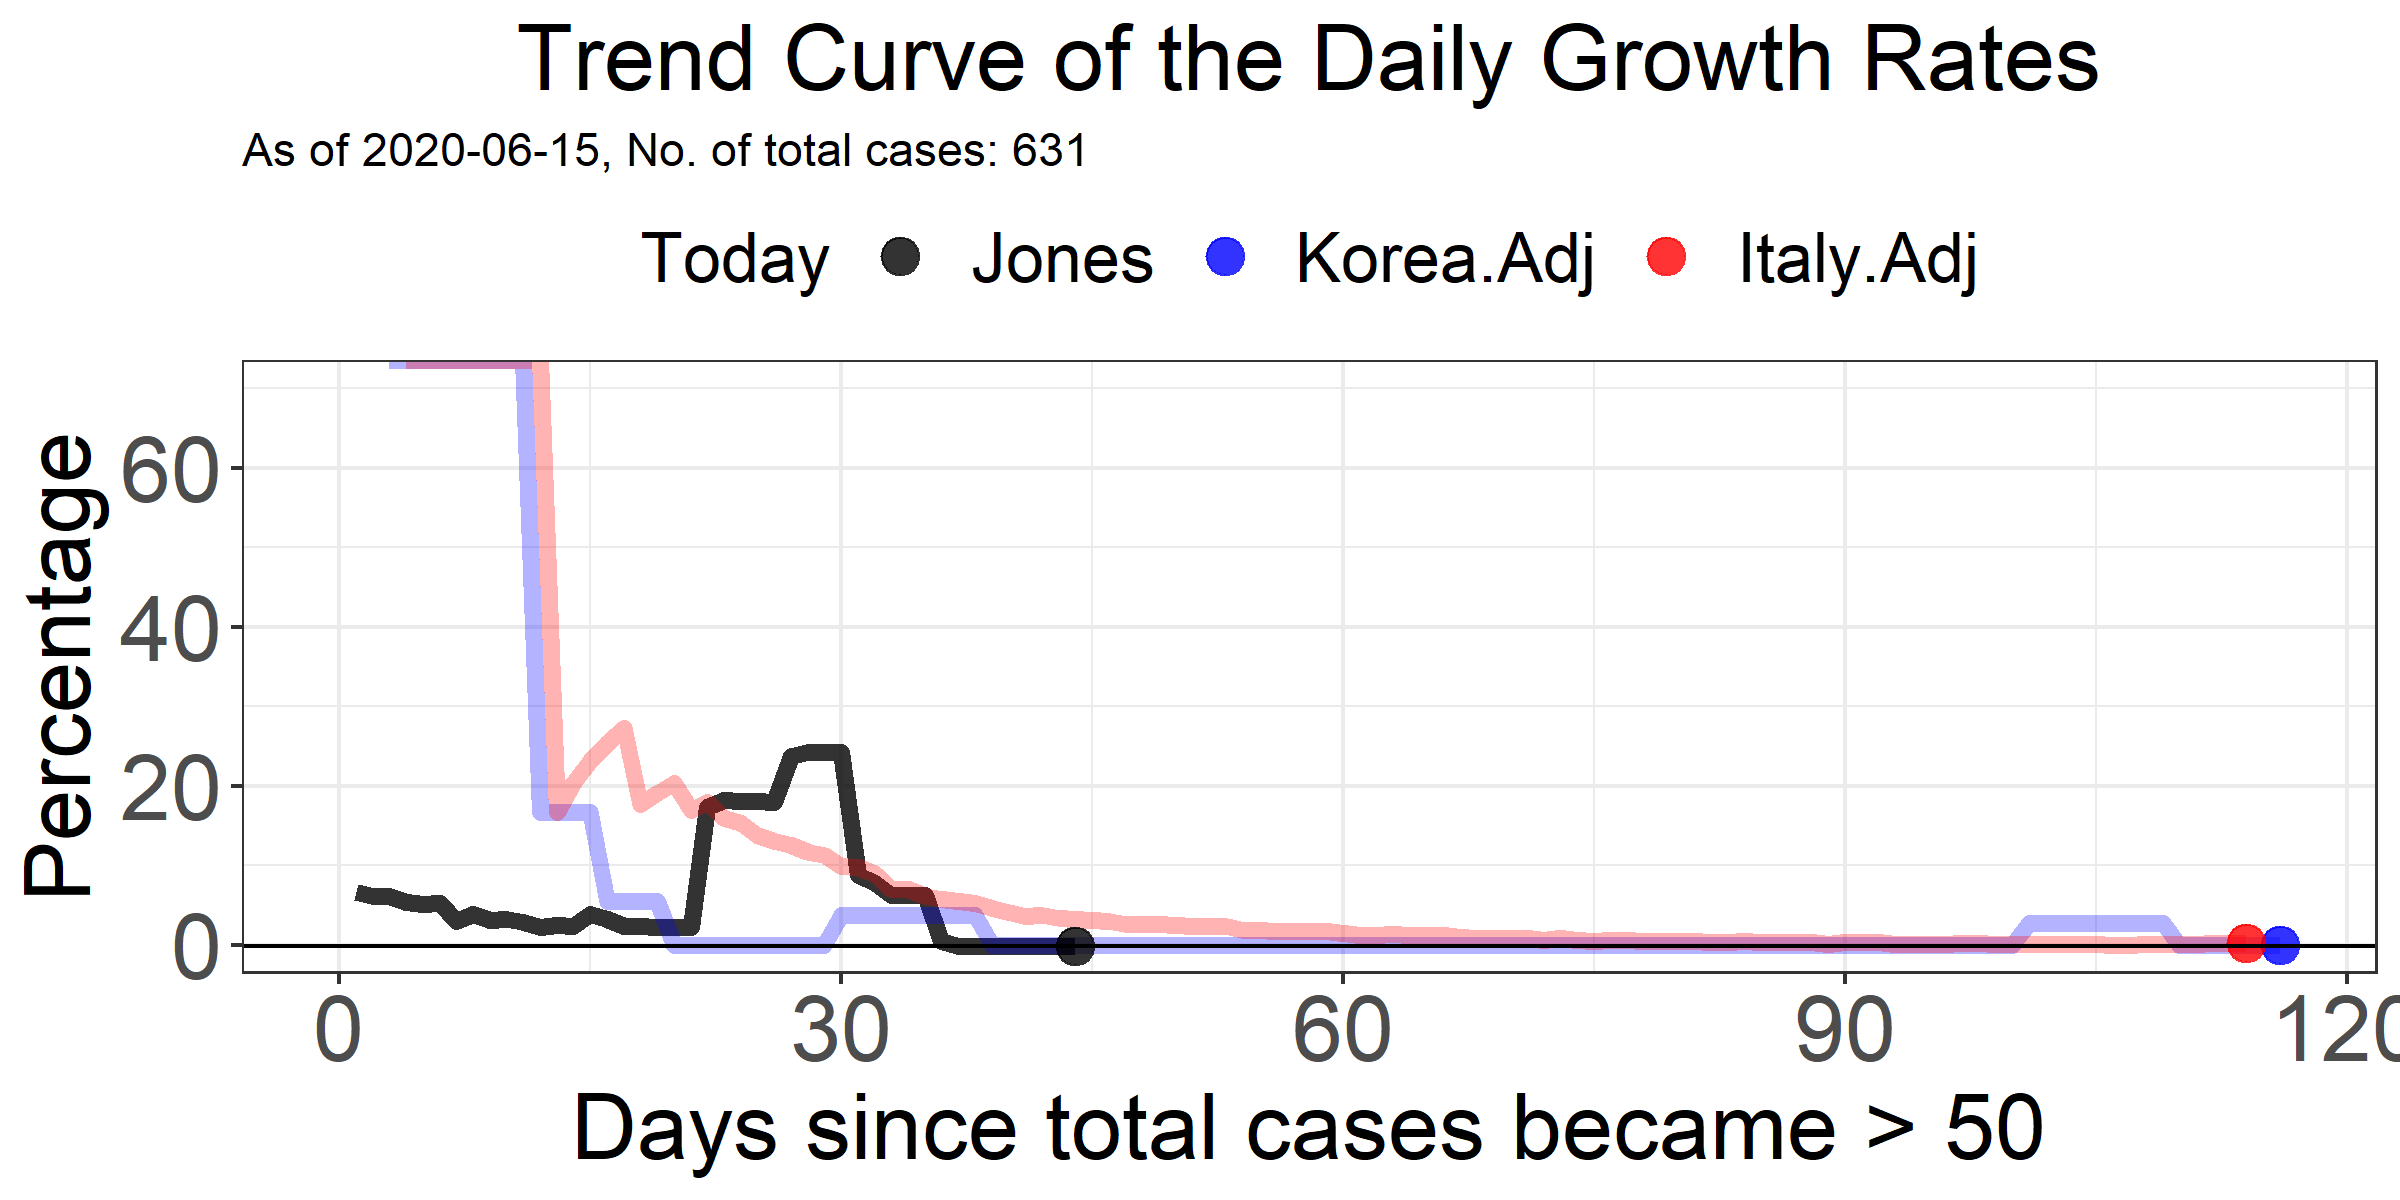 Trend Curve of the Daily Growth Rates
As of 2020-06-15, No. of total cases: 631
Today Jones Korea.Adj Italy.Adj
Percentage
60
40
20
0
0 30 60 90 120
Days since total cases became > 50